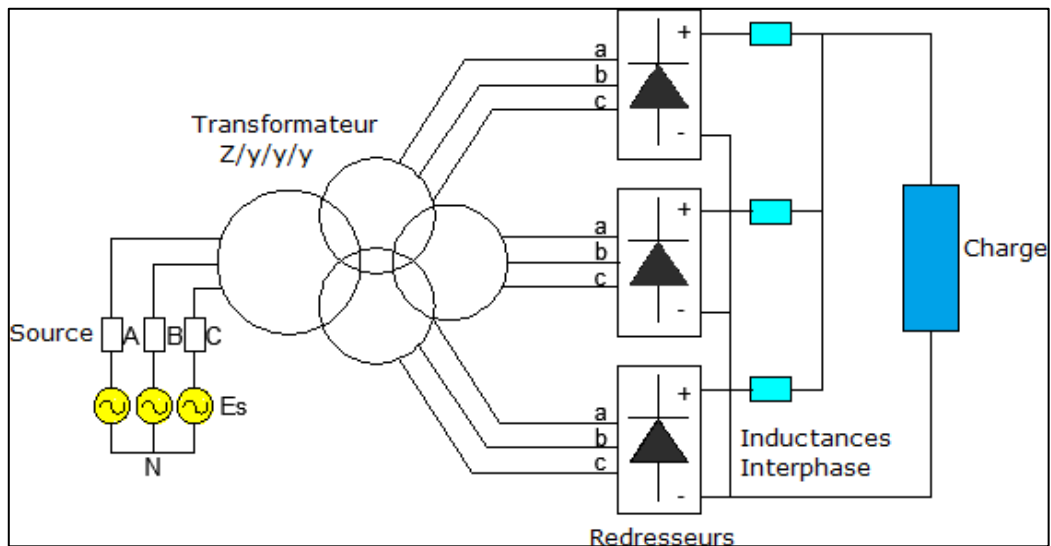 Transformateur
Z/y/y/y
a
b
c
+
-
a
b
c
+
-
Charge
Source
A
B
C
Es
N
a
b
c
+
-
Inductances
Interphase
Redresseurs